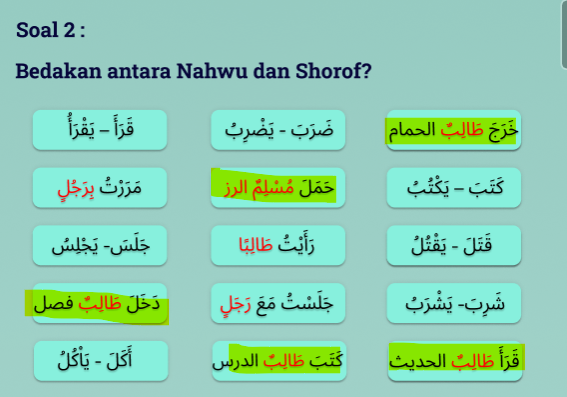 Soal 2 :
Bedakan antara Nahwu dan Shorof?
خَرَجَ طَالِبٌ الحمام
ضَرَبَ - يَضْرِبُ
قَرَأَ – يَقْرَأُ
كَتَبَ – يَكْتُبُ
حَمَلَ مُسْلِمٌ الرز
مَرَرْتُ بِرَجُلٍ
قَتَلَ - يَقْتُلُ
رَأَيْتُ طَالِبًا
جَلَسَ- يَجْلِسُ
شَرِبَ- يَشْرَبُ
جَلَسْتُ مَعَ رَجَلٍ
دَخَلَ طَالِبٌ فصل
قَرَأَ طَالِبٌ الحديث
كَتَبَ طَالِبٌ الدرس
أَكَلَ - يَأْكُلُ